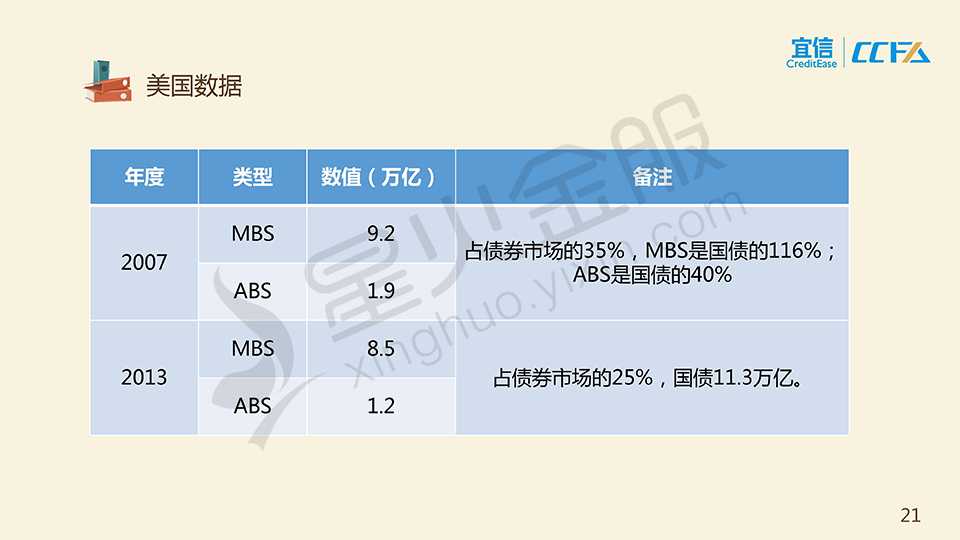 宜信
CreditEase
CCFA
美国数据
年度 类型 数值（万亿） 备注
2007 MBS 9.2 占债券市场的35%，MBS是国债的116%；
ABS是国债的40%
ABS 1.9
2013 MBS 8.5 占债券市场的25%，国债11.3万亿。
ABS 1.2
星火金服
xinghuo.yixin.com
21